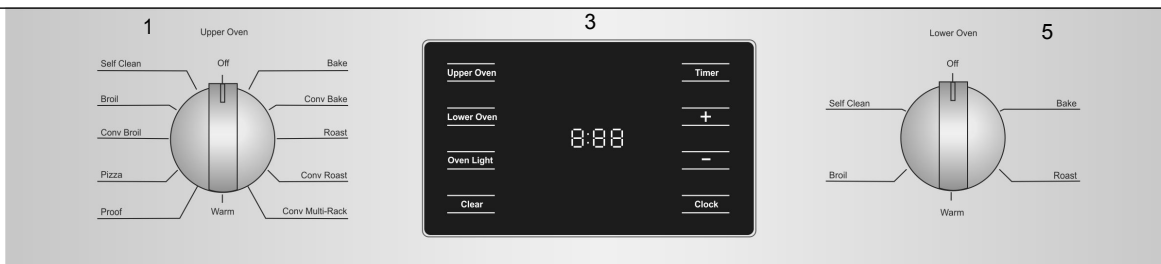 1
Upper Oven
Off
Self Clean
Bake
Broil
Conv Bake
Conv Broil
Roast
Pizza
Conv Roast
Proof
Warm
Conv Multi-Rack
3
Upper Oven
Timer
Lower Oven
+
8:88
Oven Light
−
Clear
Clock
5
Lower Oven
Off
Self Clean
Bake
Broil
Roast
Warm